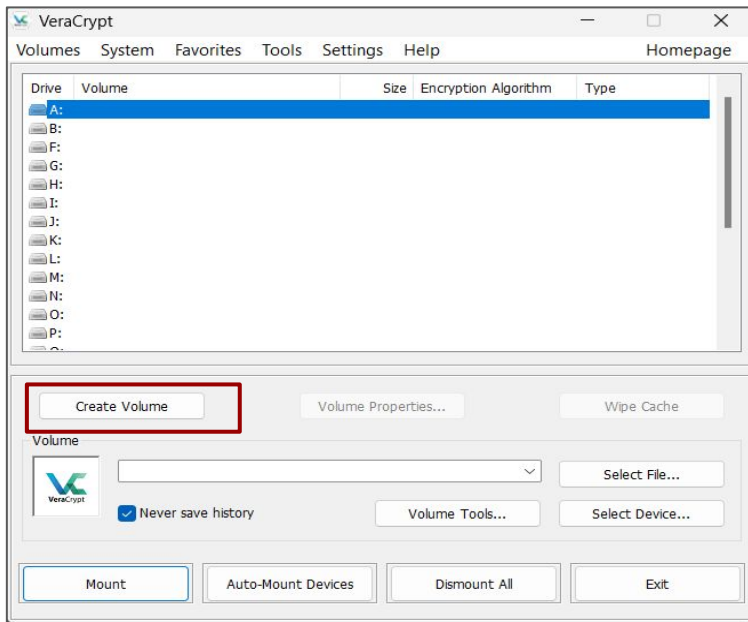 VeraCrypt
Volumes System Favorites Tools Settings Help Homepage
Drive Volume Size Encryption Algorithm Type
A:
B:
F:
G:
H:
I:
J:
K:
L:
M:
N:
O:
P:
Create Volume Volume Properties... Wipe Cache
Volume
VeraCrypt
Select File...
Never save history Volume Tools... Select Device...
Mount Auto-Mount Devices Dismount All Exit